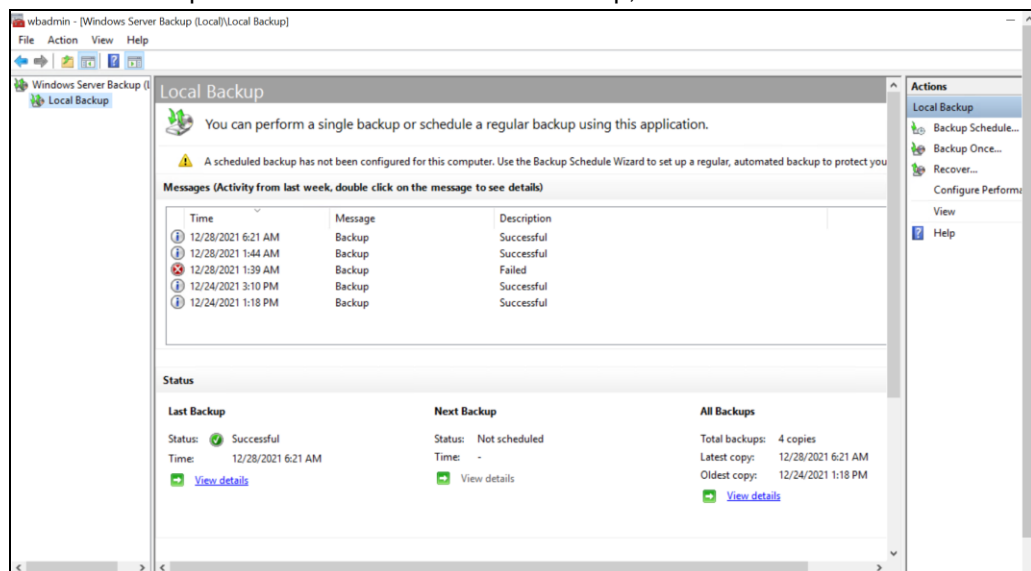 wbadmin - [Windows Server Backup (Local)\Local Backup]
File Action View Help
Windows Server Backup (L
Local Backup
Local Backup
You can perform a single backup or schedule a regular backup using this application.
A scheduled backup has not been configured for this computer. Use the Backup Schedule Wizard to set up a regular, automated backup to protect you
Messages (Activity from last week, double click on the message to see details)
Time Message Description
12/28/2021 6:21 AM Backup Successful
12/28/2021 1:44 AM Backup Successful
12/28/2021 1:39 AM Backup Failed
12/24/2021 3:10 PM Backup Successful
12/24/2021 1:18 PM Backup Successful
Status
Last Backup Next Backup All Backups
Status: Successful Status: Not scheduled Total backups: 4 copies
Time: 12/28/2021 6:21 AM Time: - Latest copy: 12/28/2021 6:21 AM
View details View details Oldest copy: 12/24/2021 1:18 PM
View details
Actions
Local Backup
Backup Schedule...
Backup Once...
Recover...
Configure Performa
View
Help